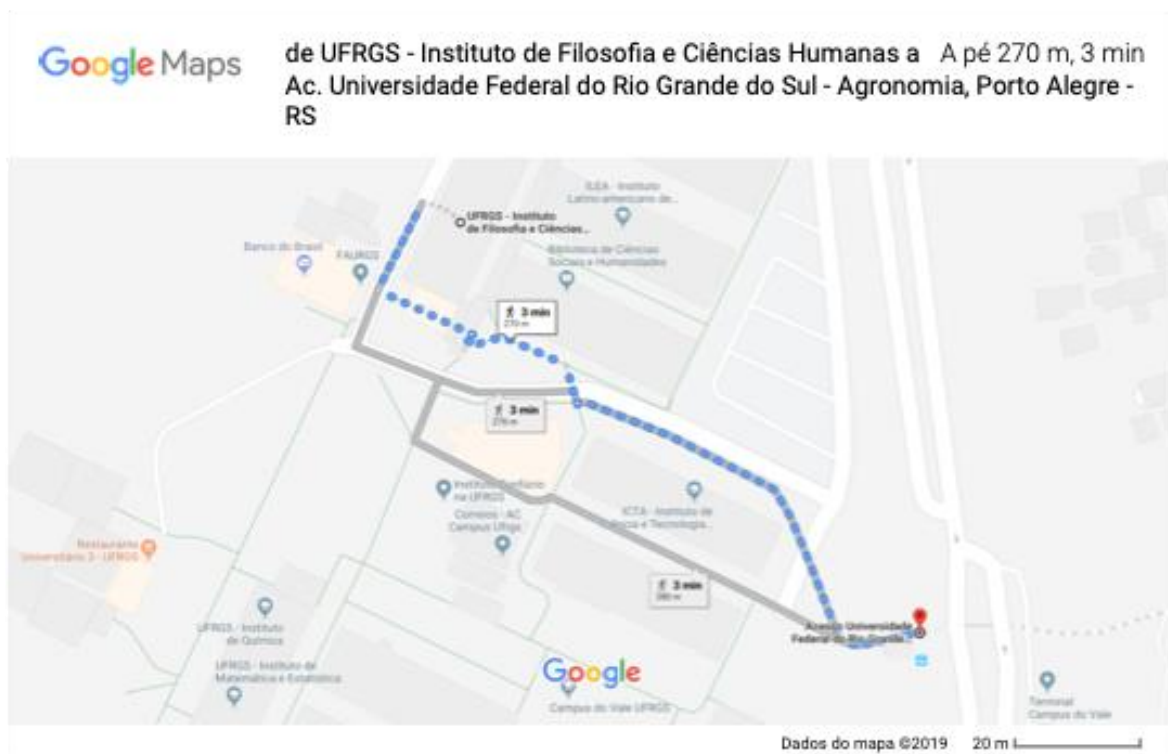 Google Maps
de UFRGS - Instituto de Filosofia e Ciências Humanas a
Ac. Universidade Federal do Rio Grande do Sul - Agronomia, Porto Alegre -
RS
A pé 270 m, 3 min
ILEA - Instituto
Latino-americano de...
UFRGS - Instituto
de Filosofia e Ciências...
Banco do Brasil
FAURGS
Biblioteca de Ciências
Sociais e Humanidades
3 min
270 m
3 min
Instituto
na UFRGS
Correios - AC
Campus Ufrgs
ICTA - Instituto de
e Tecnologia...
Restaurante
Universitário 3 - UFRGS
3 min
UFRGS - Instituto
de Química
Universidade
Federal do Rio Grande
UFRGS - Instituto de
Matemática e Estatística
Google
Campus do Vale UFRGS
Terminal
Campus do Vale
Dados do mapa ©2019 20 m